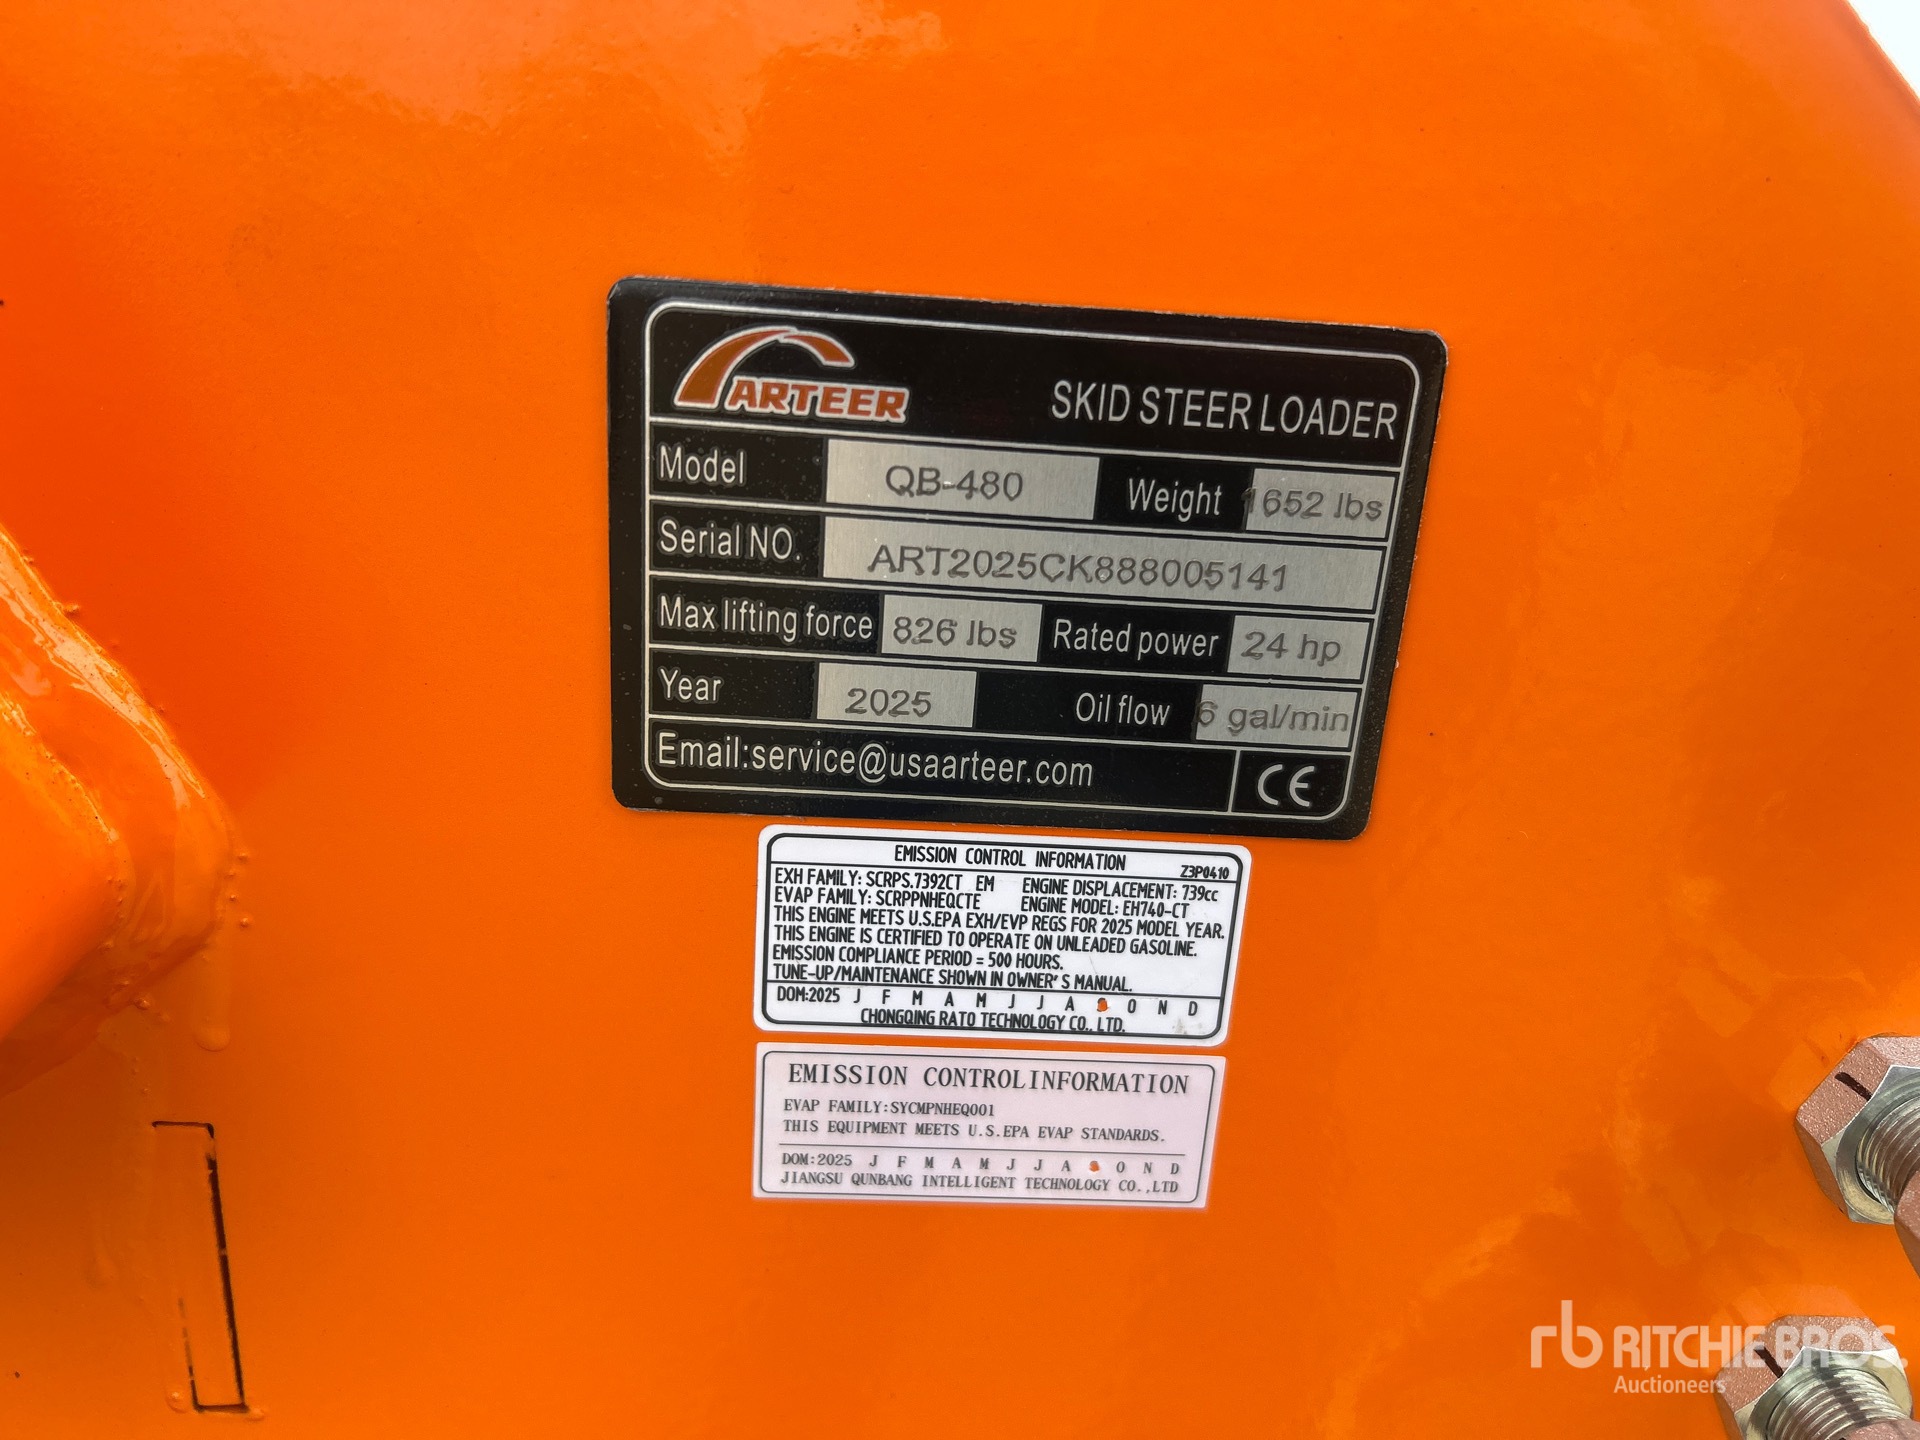 ARTEER SKID STEER LOADER
Model QB-480 Weight 1652 lbs
Serial NO. ART2025CK888005141
Max lifting force 826 lbs Rated power 24 hp
Year 2025 Oil flow 6 gal/min
Email:service@usaarteer.com CE
EMISSION CONTROL INFORMATION Z3P0410
EXH FAMILY: SCRPS.7392CT EM ENGINE DISPLACEMENT: 739cc
EVAP FAMILY: SCRPPNHEQCTE ENGINE MODEL: EH740-CT
THIS ENGINE MEETS U.S.EPA EXH/EVP REGS FOR 2025 MODEL YEAR.
THIS ENGINE IS CERTIFIED TO OPERATE ON UNLEADED GASOLINE.
EMISSION COMPLIANCE PERIOD = 500 HOURS.
TUNE-UP/MAINTENANCE SHOWN IN OWNER' S MANUAL.
DOM:2025 J F M A M J J A S O N D
CHONGQING RATO TECHNOLOGY CO., LTD.
EMISSION CONTROLINFORMATION
EVAP FAMILY:SYCMPNHEQ001
THIS EQUIPMENT MEETS U.S.EPA EVAP STANDARDS.
DOM:2025 J F M A M J J A S O N D
JIANGSU QUNBANG INTELLIGENT TECHNOLOGY CO.,LTD
rb RITCHIE BROS.
Auctioneers